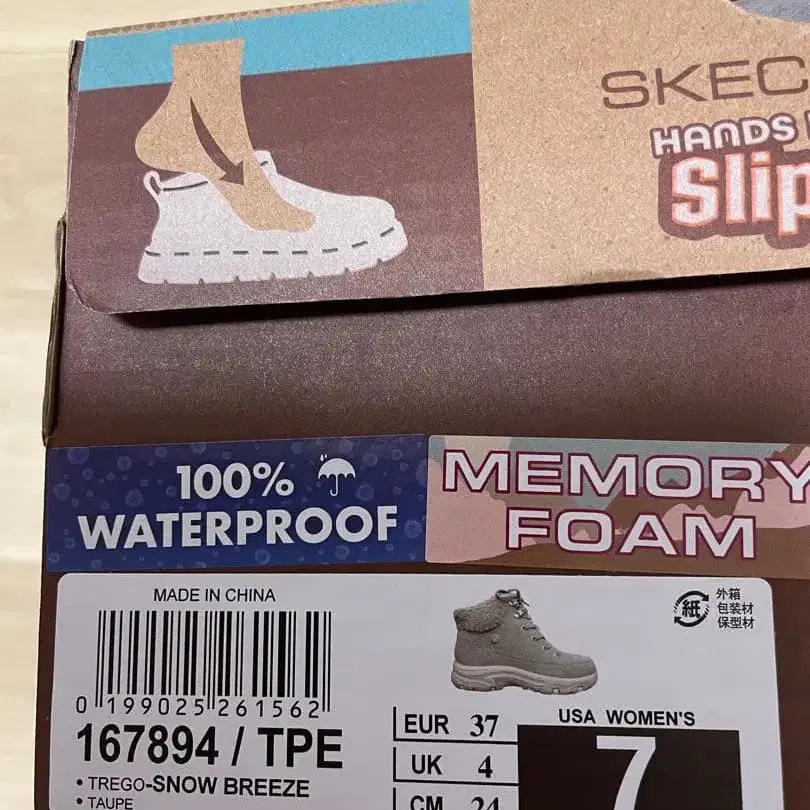 SKEC
HANDS
Slip
100%
WATERPROOF
MEMORY
FOAM
MADE IN CHINA
0 199025 261562
167894 / TPE
• TREGO-SNOW BREEZE
• TAUPE
紙
外箱
包装材
保型材
EUR 37
UK 4
CM 24
USA WOMEN'S
7